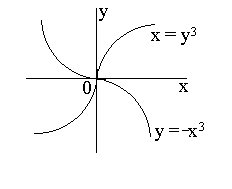 y
x = y³
0
x
y = -x³